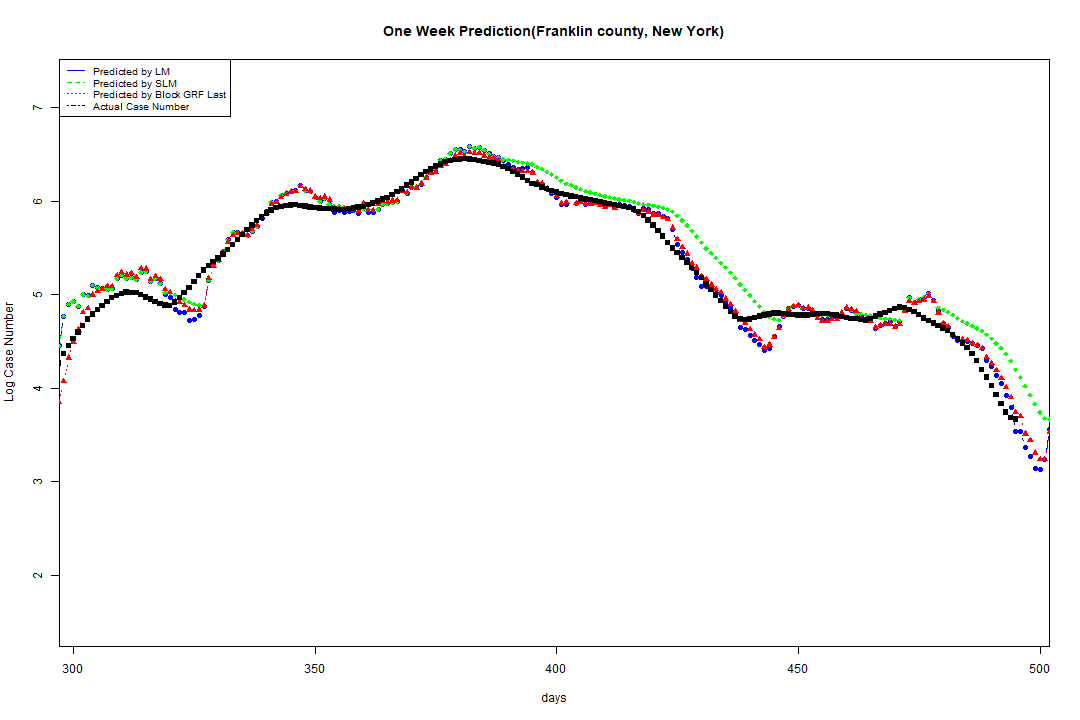 One Week Prediction(Franklin county, New York)
Predicted by LM
Predicted by SLM
Predicted by Block GRF Last
Actual Case Number
7
6
5
4
3
2
Log Case Number
300 350 400 450 500
days